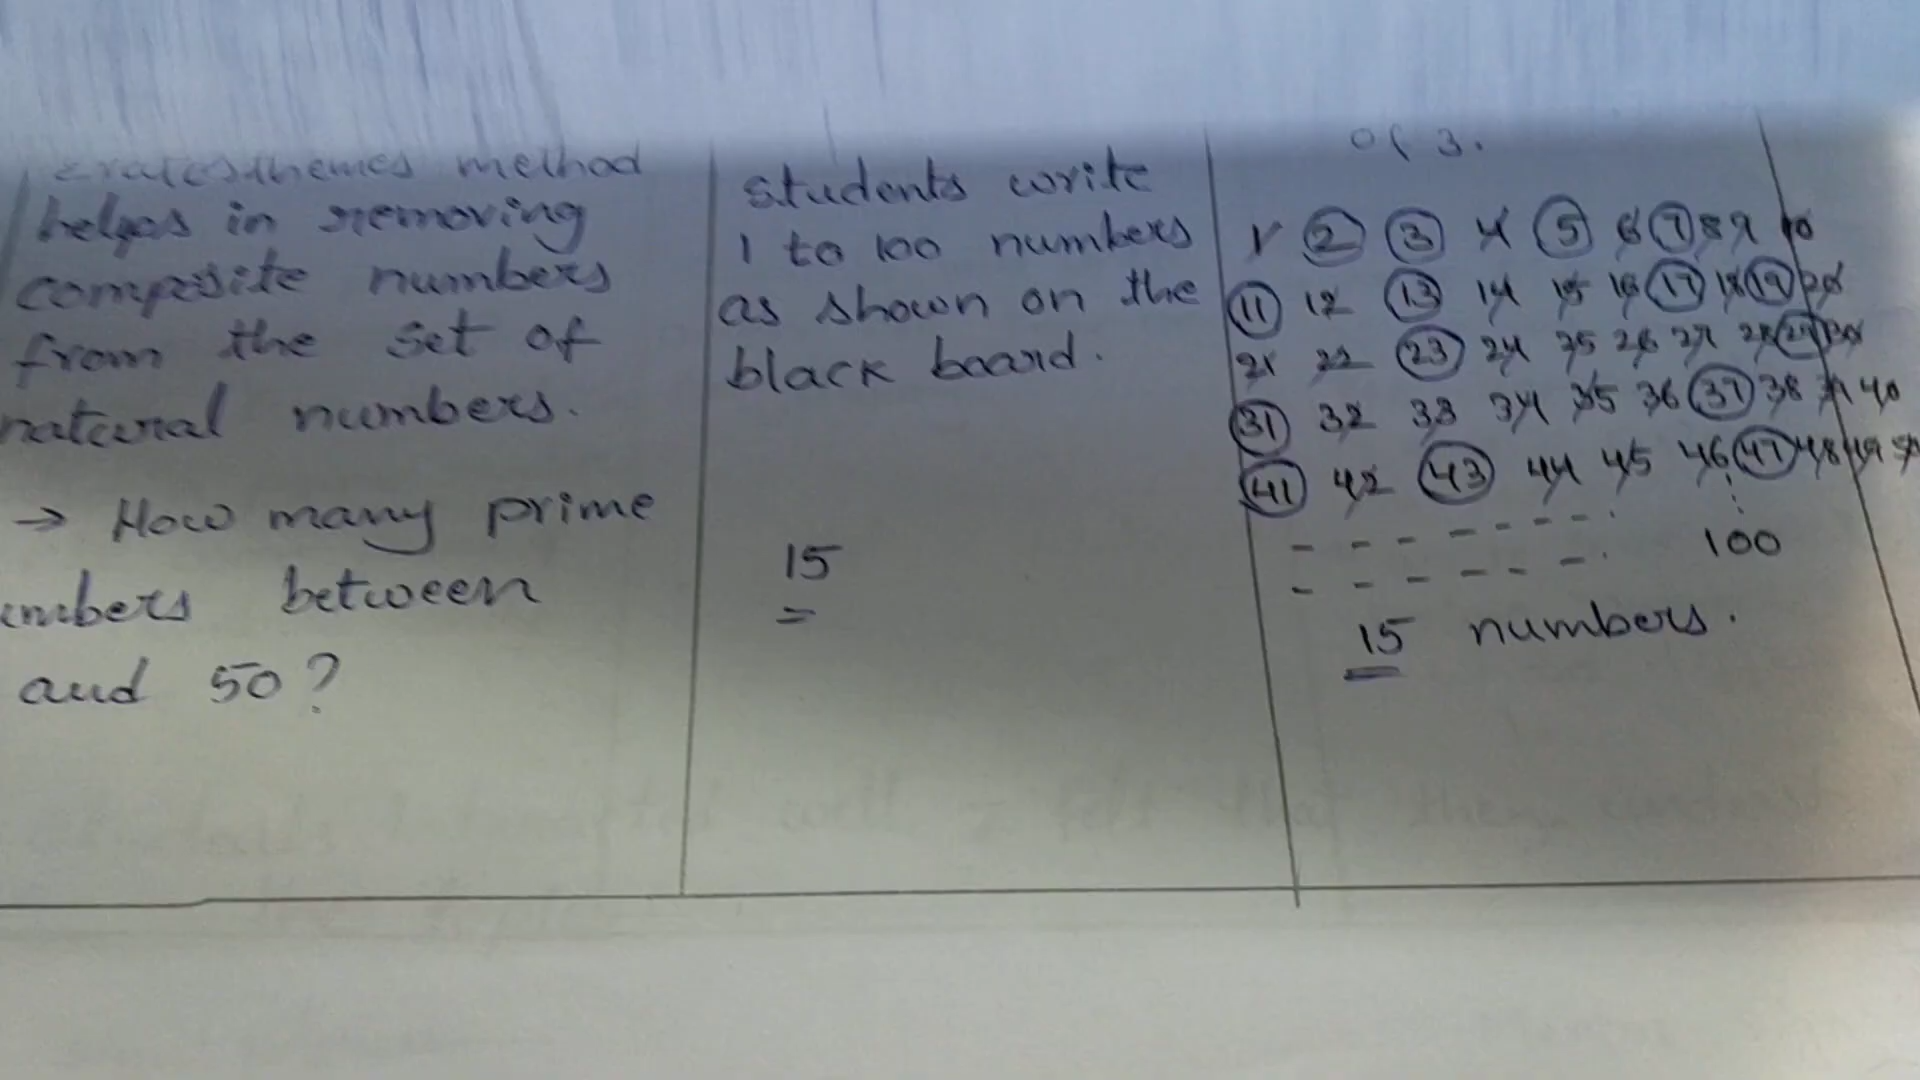 eratosthemes method
helps in removing
composite numbers
from the set of
natural numbers.
→ How many prime
umbers between
and 50?
students write
1 to 100 numbers
as shown on the
black board.
15
of 3.
1 2 3 4 5 6 7 8 9 10
11 12 13 14 15 16 17 18 19 20
21 22 23 24 25 26 27 28 29 30
31 32 33 34 35 36 37 38 39 40
41 42 43 44 45 46 47 48 49 50
- - - - - - - .
- - - - - - . 100
15 numbers.